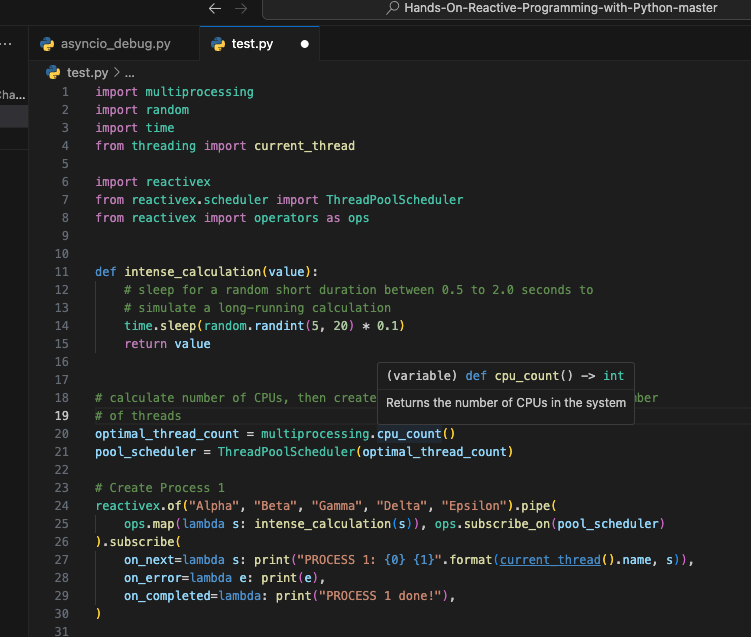 Hands-On-Reactive-Programming-with-Python-master
asyncio_debug.py
test.py
test.py > ...
1 import multiprocessing
2 import random
3 import time
4 from threading import current_thread
5
6 import reactivex
7 from reactivex.scheduler import ThreadPoolScheduler
8 from reactivex import operators as ops
9
10
11 def intense_calculation(value):
12 # sleep for a random short duration between 0.5 to 2.0 seconds to
13 # simulate a long-running calculation
14 time.sleep(random.randint(5, 20) * 0.1)
15 return value
16
17
(variable) def cpu_count() -> int
Returns the number of CPUs in the system
18 # calculate number of CPUs, then create
19 # of threads
20 optimal_thread_count = multiprocessing.cpu_count()
21 pool_scheduler = ThreadPoolScheduler(optimal_thread_count)
22
23 # Create Process 1
24 reactivex.of("Alpha", "Beta", "Gamma", "Delta", "Epsilon").pipe(
25 ops.map(lambda s: intense_calculation(s)), ops.subscribe_on(pool_scheduler)
26 ).subscribe(
27 on_next=lambda s: print("PROCESS 1: {0} {1}".format(current_thread().name, s)),
28 on_error=lambda e: print(e),
29 on_completed=lambda: print("PROCESS 1 done!"),
30 )
31